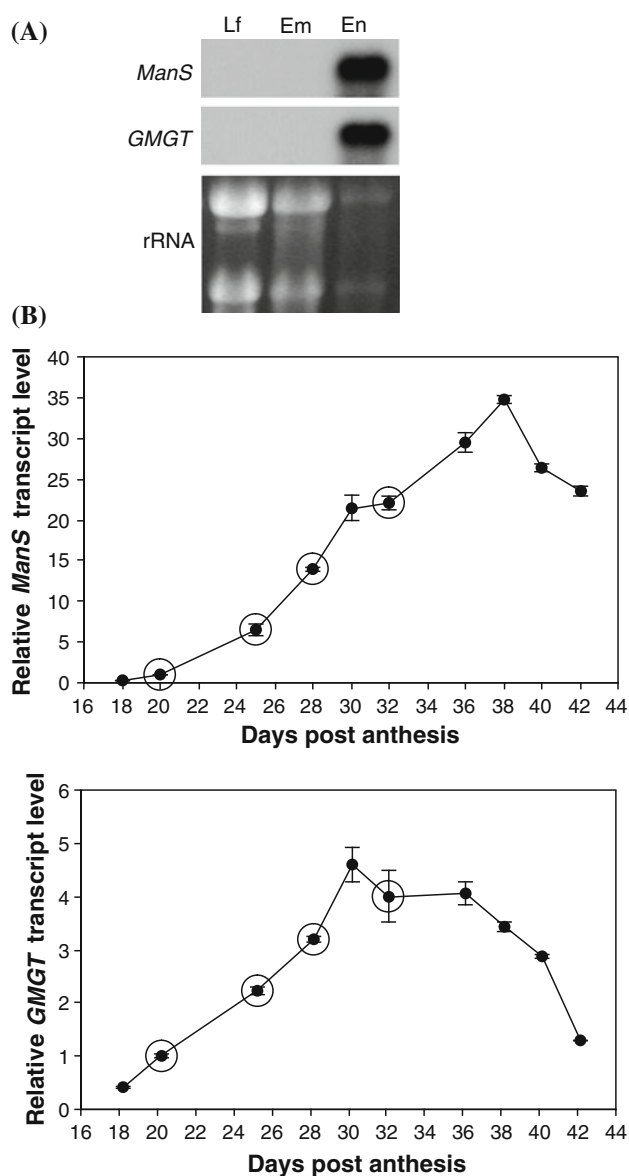 (A)
Lf Em En
ManS
GMGT
rRNA
(B)
Relative ManS transcript level
40
35
30
25
20
15
10
5
0
16 18 20 22 24 26 28 30 32 34 36 38 40 42 44
Days post anthesis
Relative GMGT transcript level
6
5
4
3
2
1
0
16 18 20 22 24 26 28 30 32 34 36 38 40 42 44
Days post anthesis